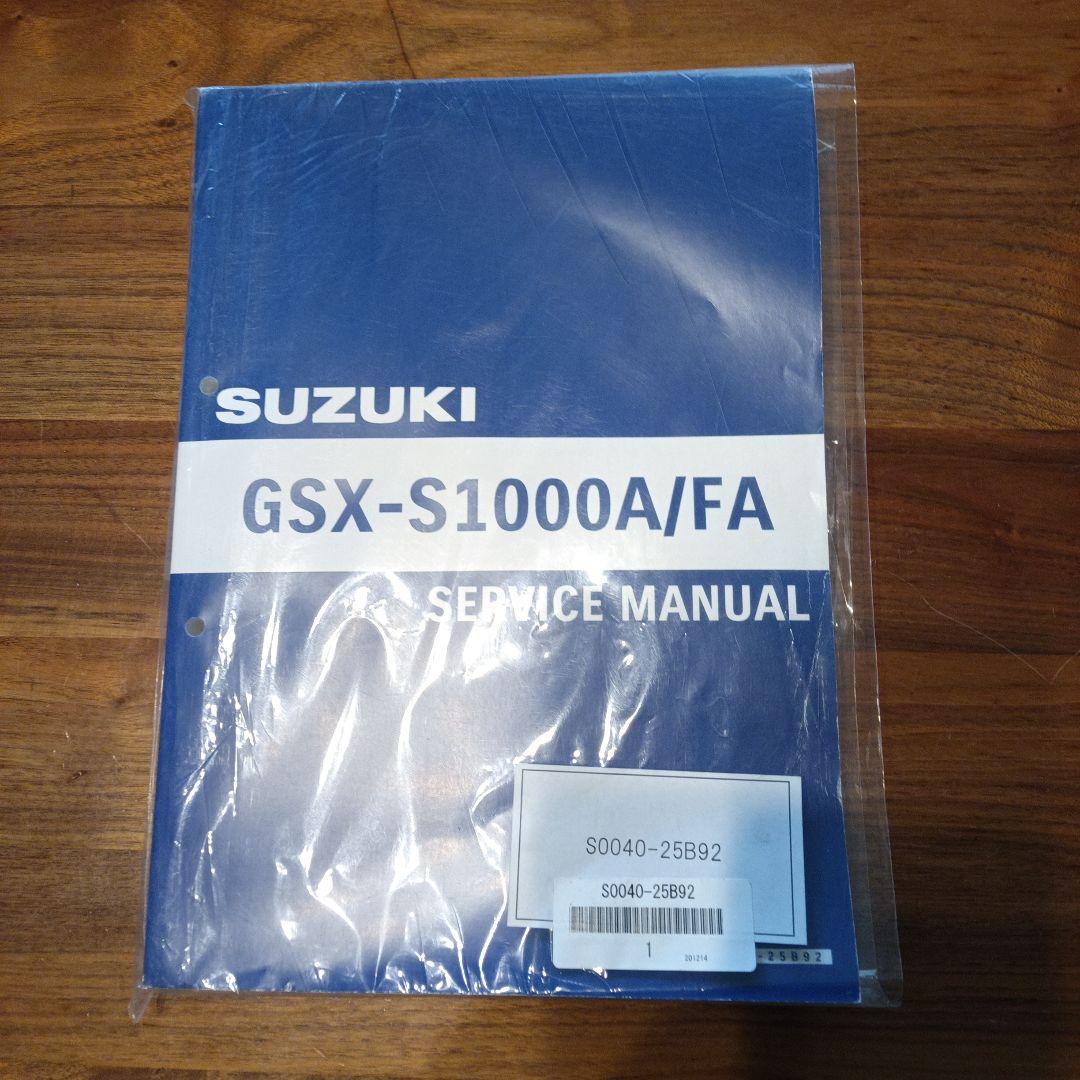 SUZUKI
GSX-S1000A/FA
SERVICE MANUAL
S0040-25B92
S0040-25B92
1
201214
-25B92